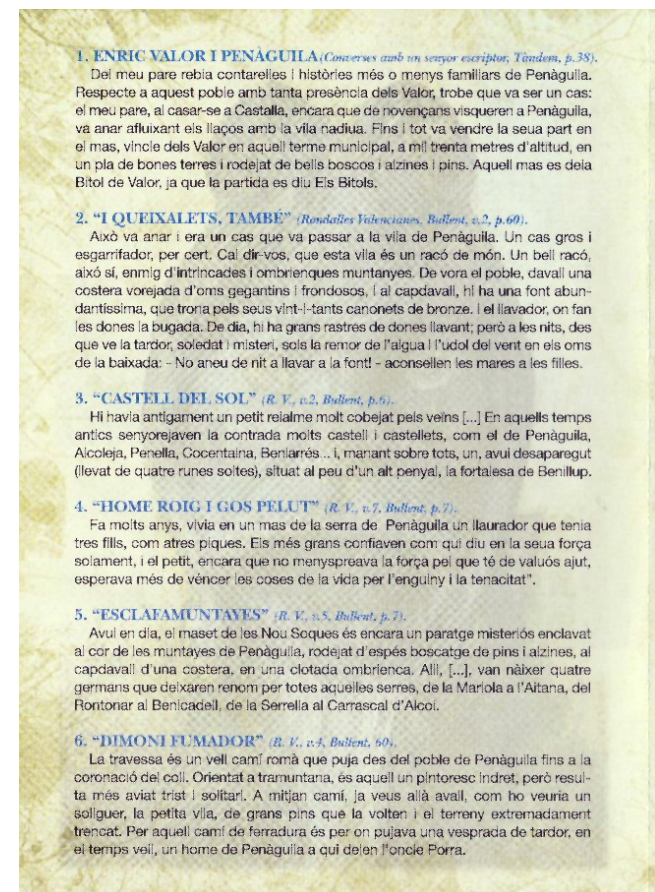 1. ENRIC VALOR I PENÀGUILA (Converses amb un senyor escriptor, Tàndem, p.38).
Del meu pare rebia contarelles i històries més o menys familiars de Penàguila.
Respecte a aquest poble amb tanta presència dels Valor, trobe que va ser un cas:
el meu pare, al casar-se a Castalla, encara que de novençans visqueren a Penàguila,
va anar afluixant els llaços amb la vila nadiua. Fins i tot va vendre la seua part en
el mas, vincle dels Valor en aquell terme municipal, a mil trenta metres d'altitud, en
un pla de bones terres i rodejat de bells boscos i alzines i pins. Aquell mas es deia
Bitol de Valor, ja que la partida es diu Els Bitols.
2. “I QUEIXALETS, TAMBÉ” (Rondalles Valencianes, Bullent, v.2, p.60).
Això va anar i era un cas que va passar a la vila de Penàguila. Un cas gros i
esgarrifador, per cert. Cal dir-vos, que esta vila és un racó de món. Un bell racó,
això sí, enmig d'intrincades i ombrienques muntanyes. De vora el poble, davall una
costera vorejada d'oms gegantins i frondosos, i al capdavall, hi ha una font abun-
dantíssima, que trona pels seus vint-i-tants canonets de bronze. I el llavador, on fan
les dones la bugada. De dia, hi ha grans rastres de dones llavant; però a les nits, des
que ve la tardor, soledat i misteri, sols la remor de l'aigua i l'udol del vent en els oms
de la baixada: - No aneu de nit a llavar a la font! - aconsellen les mares a les filles.
3. “CASTELL DEL SOL” (R. V., v.2, Bullent, p.6).
Hi havia antigament un petit reialme molt cobejat pels veïns [...] En aquells temps
antics senyorejaven la contrada molts castell i castellets, com el de Penàguila,
Alcoleja, Penella, Cocentaina, Beniarrés... i, manant sobre tots, un, avui desaparegut
(llevat de quatre runes soltes), situat al peu d'un alt penyal, la fortalesa de Benillup.
4. “HOME ROIG I GOS PELUT” (R. V., v.7, Bullent, p.7).
Fa molts anys, vivia en un mas de la serra de Penàguila un llaurador que tenia
tres fills, com atres piques. Els més grans confiaven com qui diu en la seua força
solament, i el petit, encara que no menyspreava la força pel que té de valuós ajut,
esperava més de véncer les coses de la vida per l'enguiny i la tenacitat”.
5. “ESCLAFAMUNTAYES” (R. V., v.5, Bullent, p.7).
Avui en dia, el maset de les Nou Soques és encara un paratge misteriós enclavat
al cor de les muntayes de Penàguila, rodejat d'espés boscatge de pins i alzines, al
capdavall d'una costera, en una clotada ombrienca. Allí, [...], van nàixer quatre
germans que deixaren renom per totes aquelles serres, de la Mariola a l'Aitana, del
Rontonar al Benicadell, de la Serrella al Carrascal d'Alcoi.
6. “DIMONI FUMADOR” (R. V., v.4, Bullent, 60).
La travessa és un vell camí romà que puja des del poble de Penàguila fins a la
coronació del coll. Orientat a tramuntana, és aquell un pintoresc indret, però resul-
ta més aviat trist i solitari. A mitjan camí, ja veus allà avall, com ho veuria un
soliguer, la petita vila, de grans pins que la volten i el terreny extremadament
trencat. Per aquell camí de ferradura és per on pujava una vesprada de tardor, en
el temps vell, un home de Penàguila a qui deien l'oncle Porra.